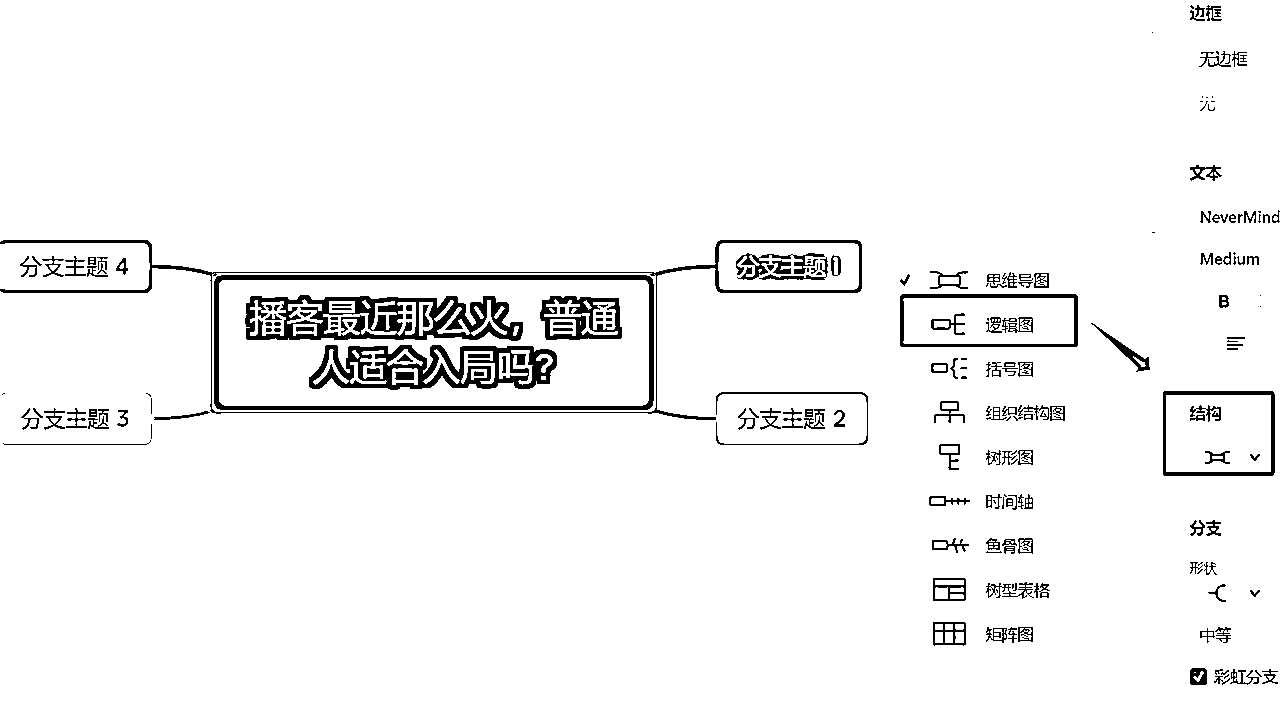 分支主题 4
分支主题
播客最近那么火，普通
人适合入局吗？
分支主题 3
分支主题 2
思维导图
逻辑图
括号图
组织结构图
树形图
时间轴
鱼骨图
树型表格
矩阵图
边框
无边框
无
文本
NeverMind
Medium
B
结构
分支
形状
中等
彩虹分支